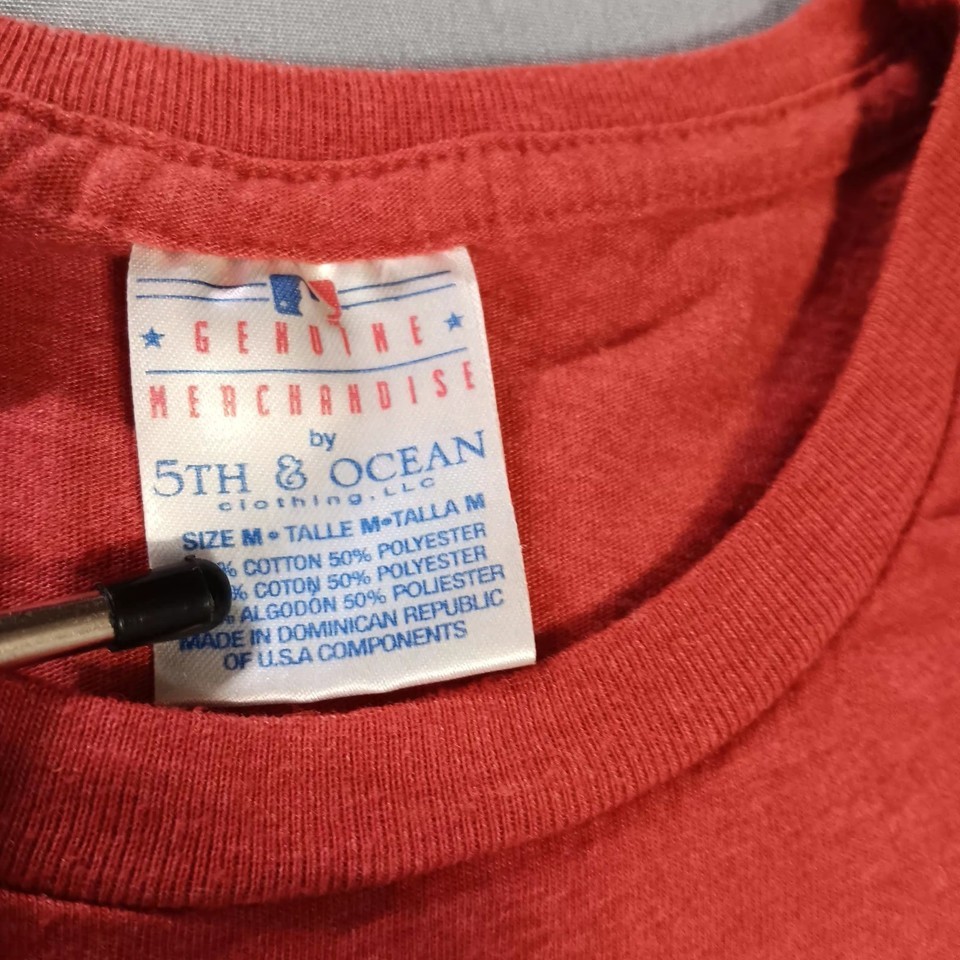 GENUINE
MERCHANDISE
by
5TH & OCEAN
clothing, LLC
SIZE M • TALLE M • TALLA M
% COTTON 50% POLYESTER
% COTON 50% POLYESTER
ALGODÓN 50% POLIESTER
MADE IN DOMINICAN REPUBLIC
OF U.S.A COMPONENTS